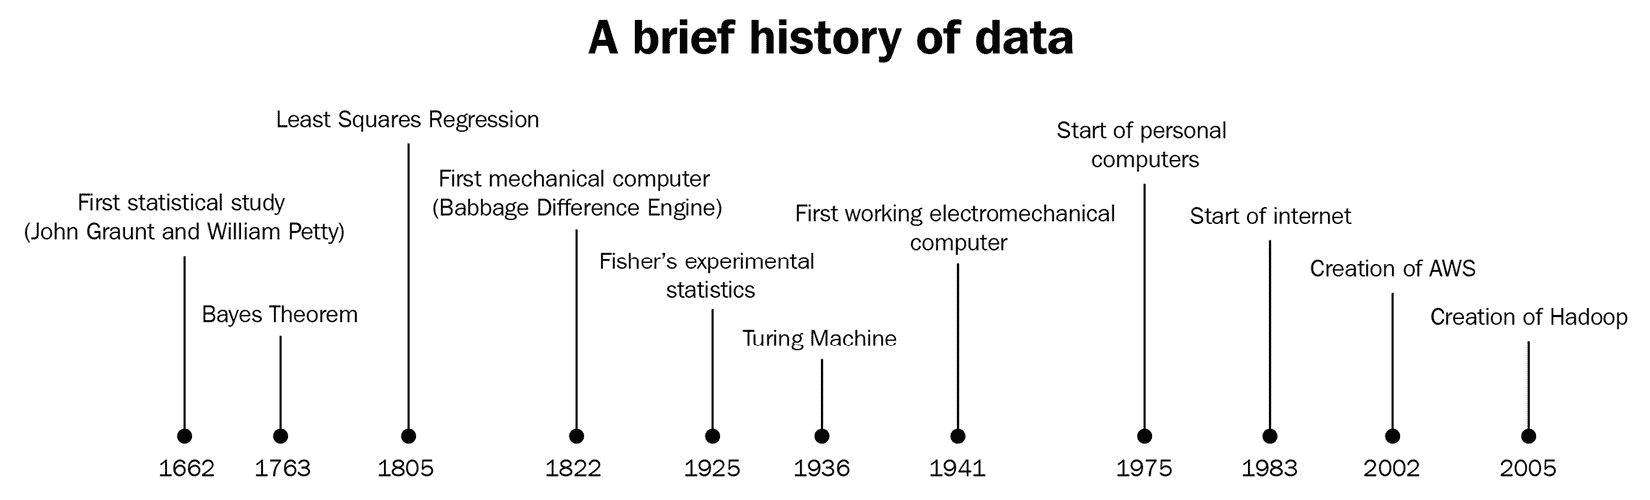 A brief history of data
Least Squares Regression
Start of personal
computers
First mechanical computer
(Babbage Difference Engine)
First statistical study
(John Graunt and William Petty)
First working electromechanical
computer
Start of internet
Fisher’s experimental
statistics
Creation of AWS
Bayes Theorem
Creation of Hadoop
Turing Machine
1662 1763 1805 1822 1925 1936 1941 1975 1983 2002 2005